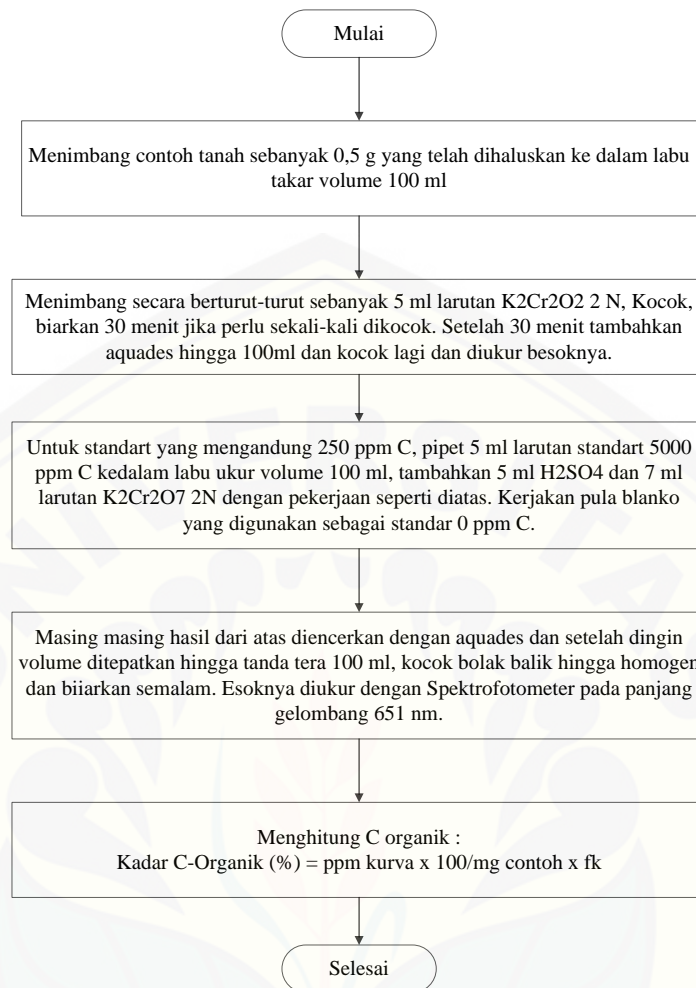 Mulai
Menimbang contoh tanah sebanyak 0,5 g yang telah dihaluskan ke dalam labu
takar volume 100 ml
Menimbang secara berturut-turut sebanyak 5 ml larutan K2Cr2O2 2 N, Kocok,
biarkan 30 menit jika perlu sekali-kali dikocok. Setelah 30 menit tambahkan
aquades hingga 100ml dan kocok lagi dan diukur besoknya.
Untuk standart yang mengandung 250 ppm C, pipet 5 ml larutan standart 5000
ppm C kedalam labu ukur volume 100 ml, tambahkan 5 ml H2SO4 dan 7 ml
larutan K2Cr2O7 2N dengan pekerjaan seperti diatas. Kerjakan pula blanko
yang digunakan sebagai standar 0 ppm C.
Masing masing hasil dari atas diencerkan dengan aquades dan setelah dingin
volume ditepatkan hingga tanda tera 100 ml, kocok bolak balik hingga homogen
dan biiarkan semalam. Esoknya diukur dengan Spektrofotometer pada panjang
gelombang 651 nm.
Menghitung C organik :
Kadar C-Organik (%) = ppm kurva x 100/mg contoh x fk
Selesai